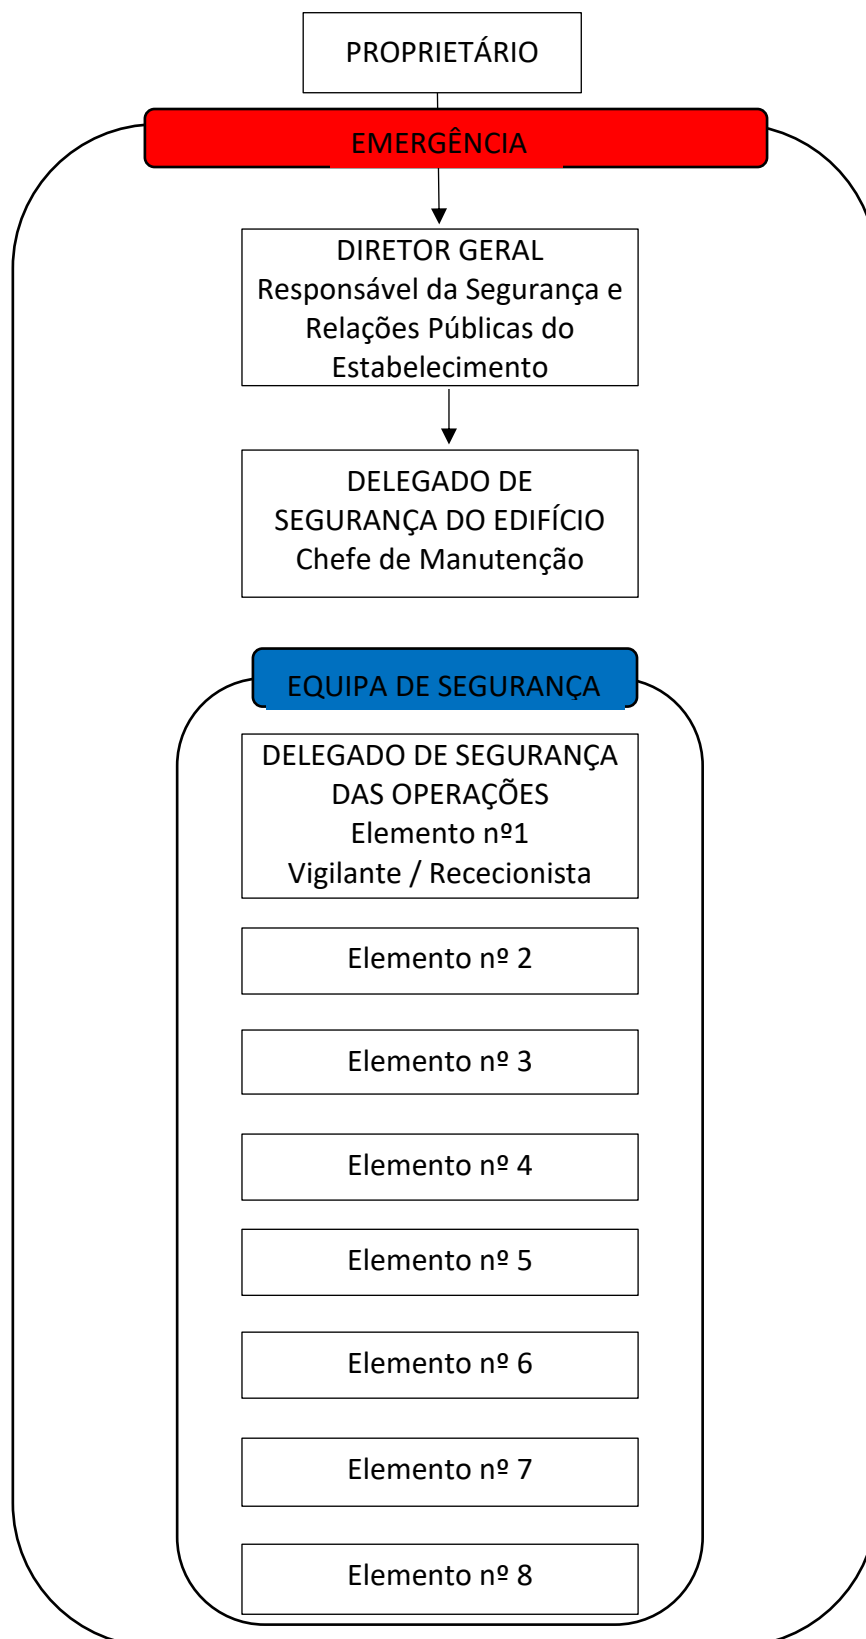 PROPRIETÁRIO
EMERGÊNCIA
DIRETOR GERAL
Responsável da Segurança e
Relações Públicas do
Estabelecimento
DELEGADO DE
SEGURANÇA DO EDIFÍCIO
Chefe de Manutenção
EQUIPA DE SEGURANÇA
DELEGADO DE SEGURANÇA
DAS OPERAÇÕES
Elemento nº1
Vigilante / Rececionista
Elemento nº 2
Elemento nº 3
Elemento nº 4
Elemento nº 5
Elemento nº 6
Elemento nº 7
Elemento nº 8